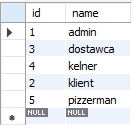 id name
1 admin
3 dostawca
4 kelner
2 klient
5 pizzerman
NULL NULL